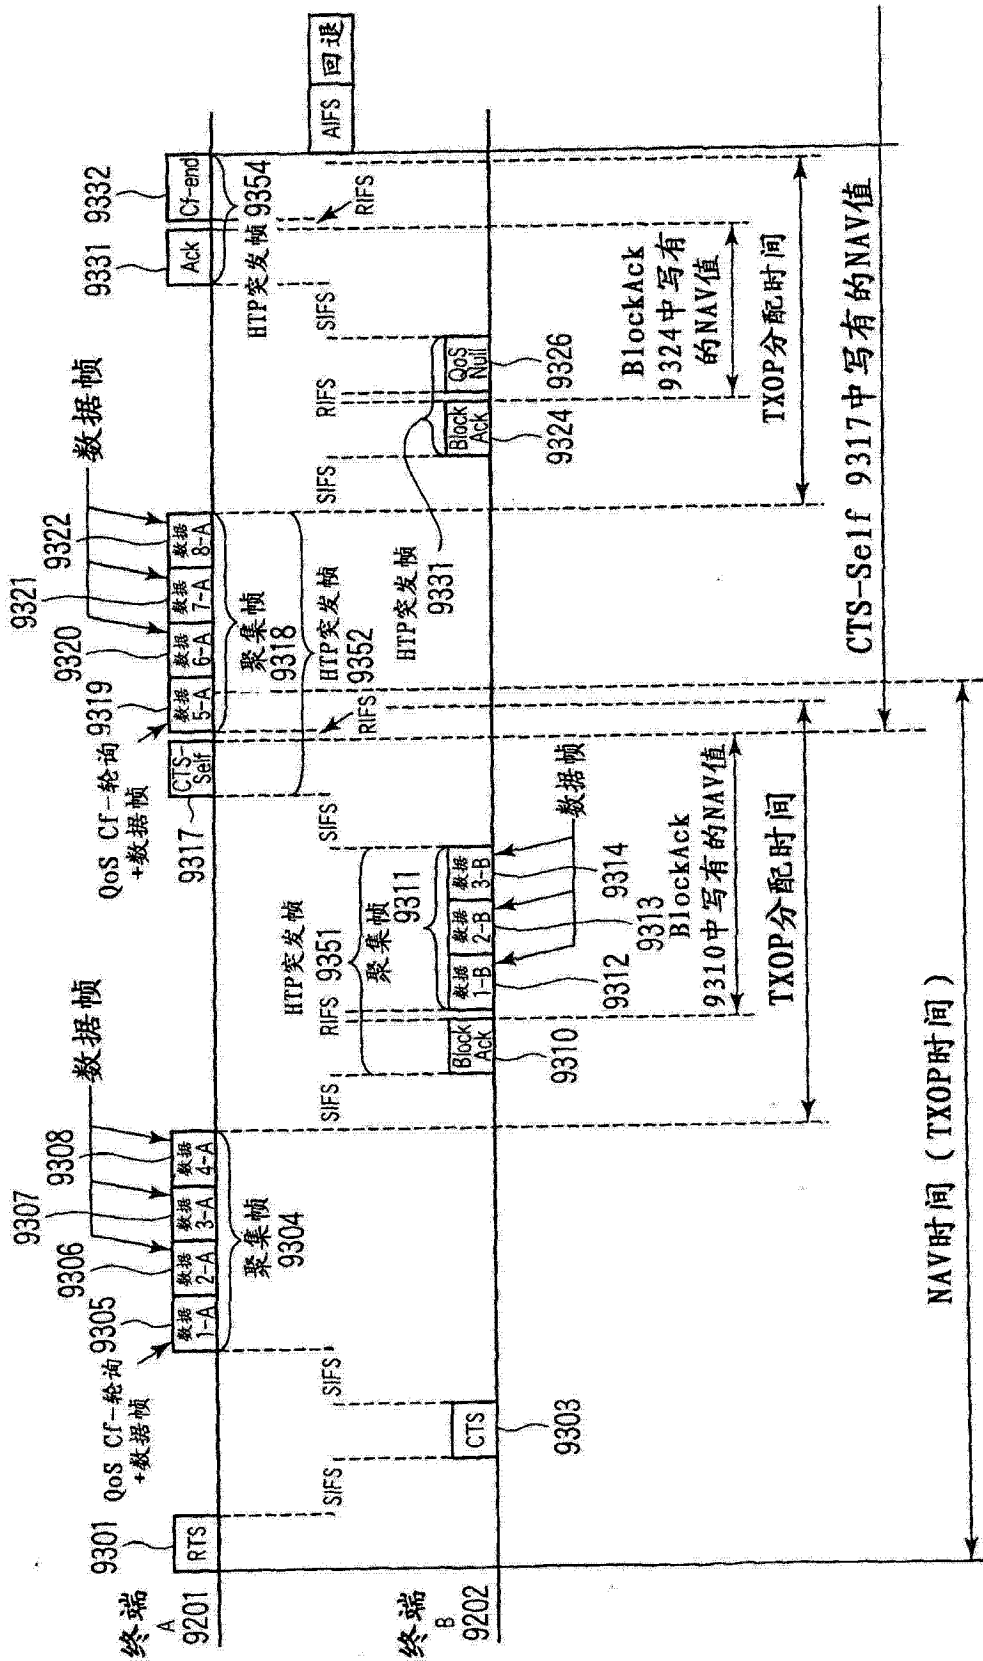 终端
A
9201
终端
B
9202
9301
RTS
SIFS
CTS
9303
SIFS
QoS Cf-轮询
+数据帧
9305
9306
9307
9308
数据帧
数据
1-A
数据
2-A
数据
3-A
数据
4-A
聚集帧
9304
SIFS
Block
Ack
9310
RIFS
HTP突发帧
9351
聚集帧
9311
数据
1-B
数据
2-B
数据
3-B
9312
9313
9314
数据帧
BlockAck
9310中写有的NAV值
TXOP分配时间
NAV时间（TXOP时间）
SIFS
9317
CTS-
Self
RIFS
QoS Cf-轮询
+数据帧
9319
9320
9321
9322
数据帧
数据
5-A
数据
6-A
数据
7-A
数据
8-A
聚集帧
9318
HTP突发帧
9352
SIFS
HTP突发帧
9331
Block
Ack
9324
RIFS
QoS
Null
9326
SIFS
BlockAck
9324中写有
的NAV值
TXOP分配时间
CTS-Self 9317中写有的NAV值
9331
Ack
9332
Cf-end
HTP突发帧
9354
RIFS
AIFS
回退